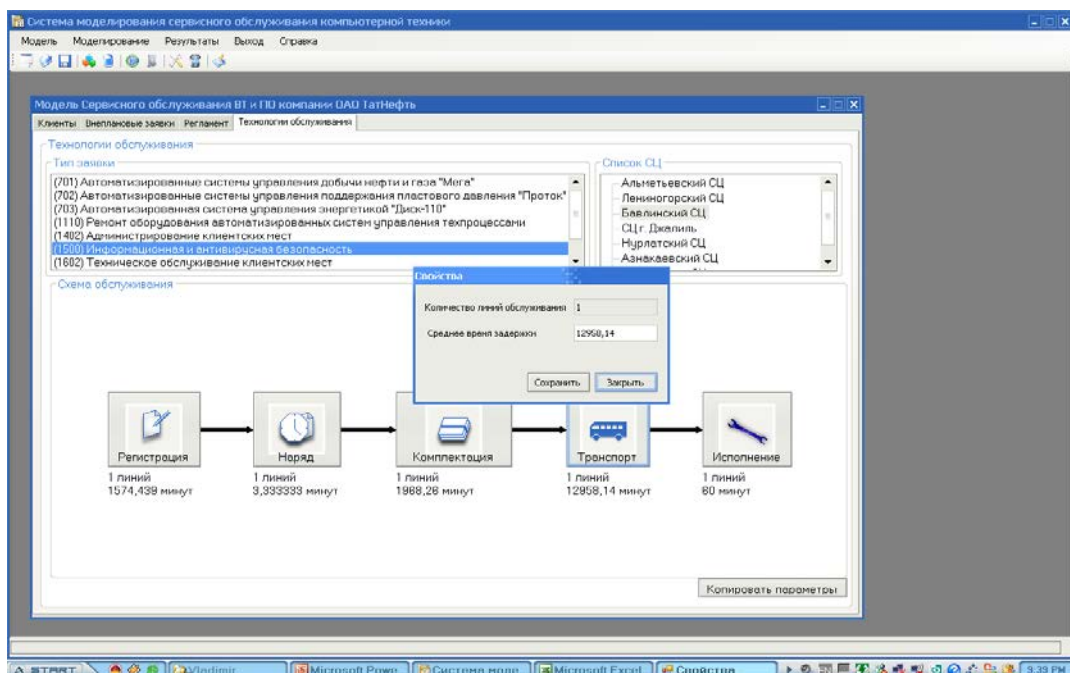 Система моделирования сервисного обслуживания компьютерной техники
Модель Моделирование Результаты Выход Справка
Модель Сервисного обслуживания ВТ и ПО компании ОАО ТатНефть
Клиенты Внеплановые заявки Регламент Технологии обслуживания
Технологии обслуживания
Тип заявки
(701) Автоматизированные системы управления добычи нефти и газа "Мега"
(702) Автоматизированные системы управления поддержания пластового давления "Проток"
(703) Автоматизированная система управления энергетикой "Диск-110"
(1110) Ремонт оборудования автоматизированных систем управления техпроцессами
(1402) Администрирование клиентских мест
(1500) Информационная и антивирусная безопасность
(1602) Техническое обслуживание клиентских мест
Список СЦ
Альметьевский СЦ
Лениногорский СЦ
Бавлинский СЦ
СЦ г. Джалиль
Нурлатский СЦ
Азнакаевский СЦ
Схема обслуживания
Свойства
Количество линий обслуживания 1
Среднее время задержки 12958,14
Сохранить Закрыть
Регистрация Наряд Комплектация Транспорт Исполнение
1 линий 1 линий 1 линий 1 линий 1 линий
1574,439 минут 3,333333 минут 1968,26 минут 12958,14 минут 60 минут
Копировать параметры
START Vladimir Microsoft Powe Система моде Microsoft Excel Свойства 9:39 PM